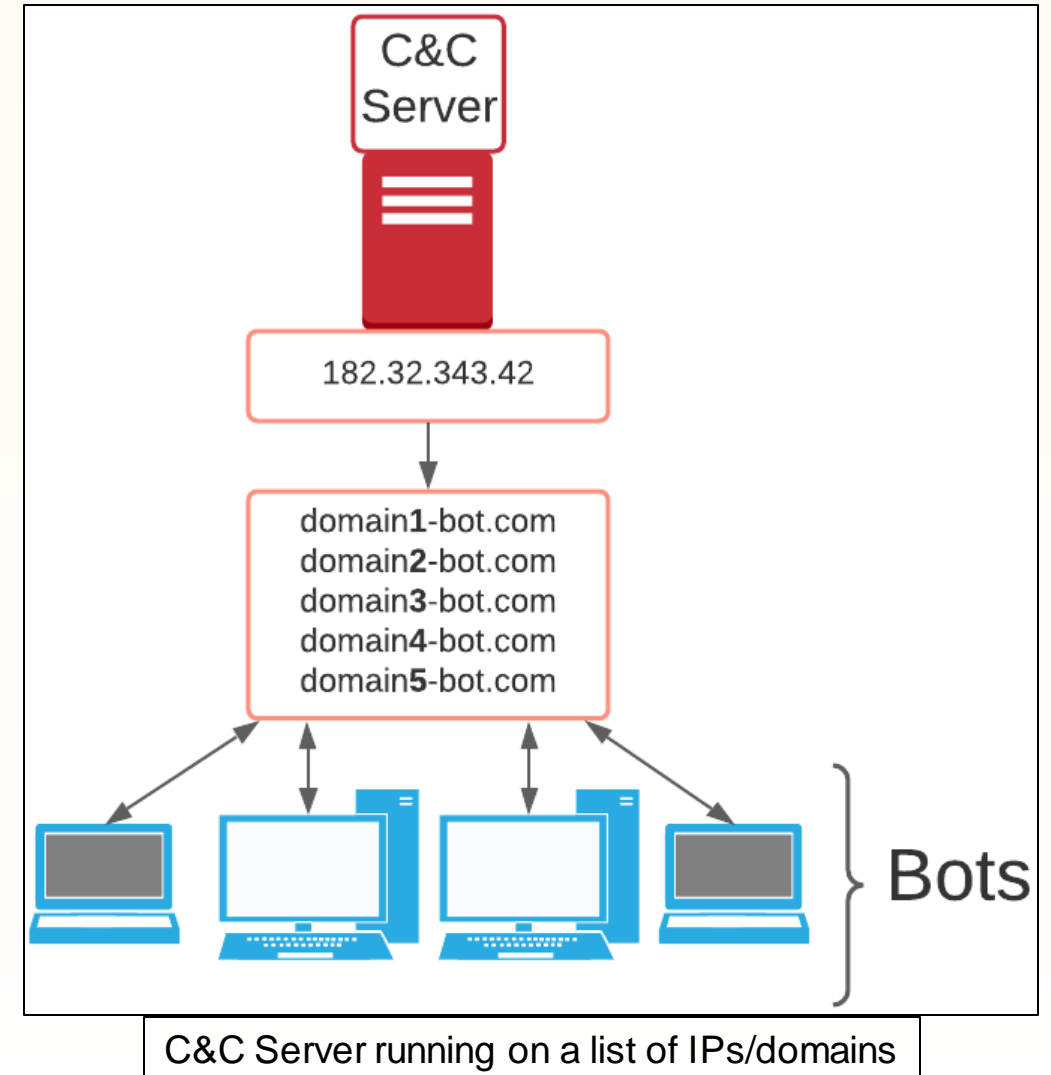 C&C
Server
182.32.343.42
domain1-bot.com
domain2-bot.com
domain3-bot.com
domain4-bot.com
domain5-bot.com
Bots
C&C Server running on a list of IPs/domains